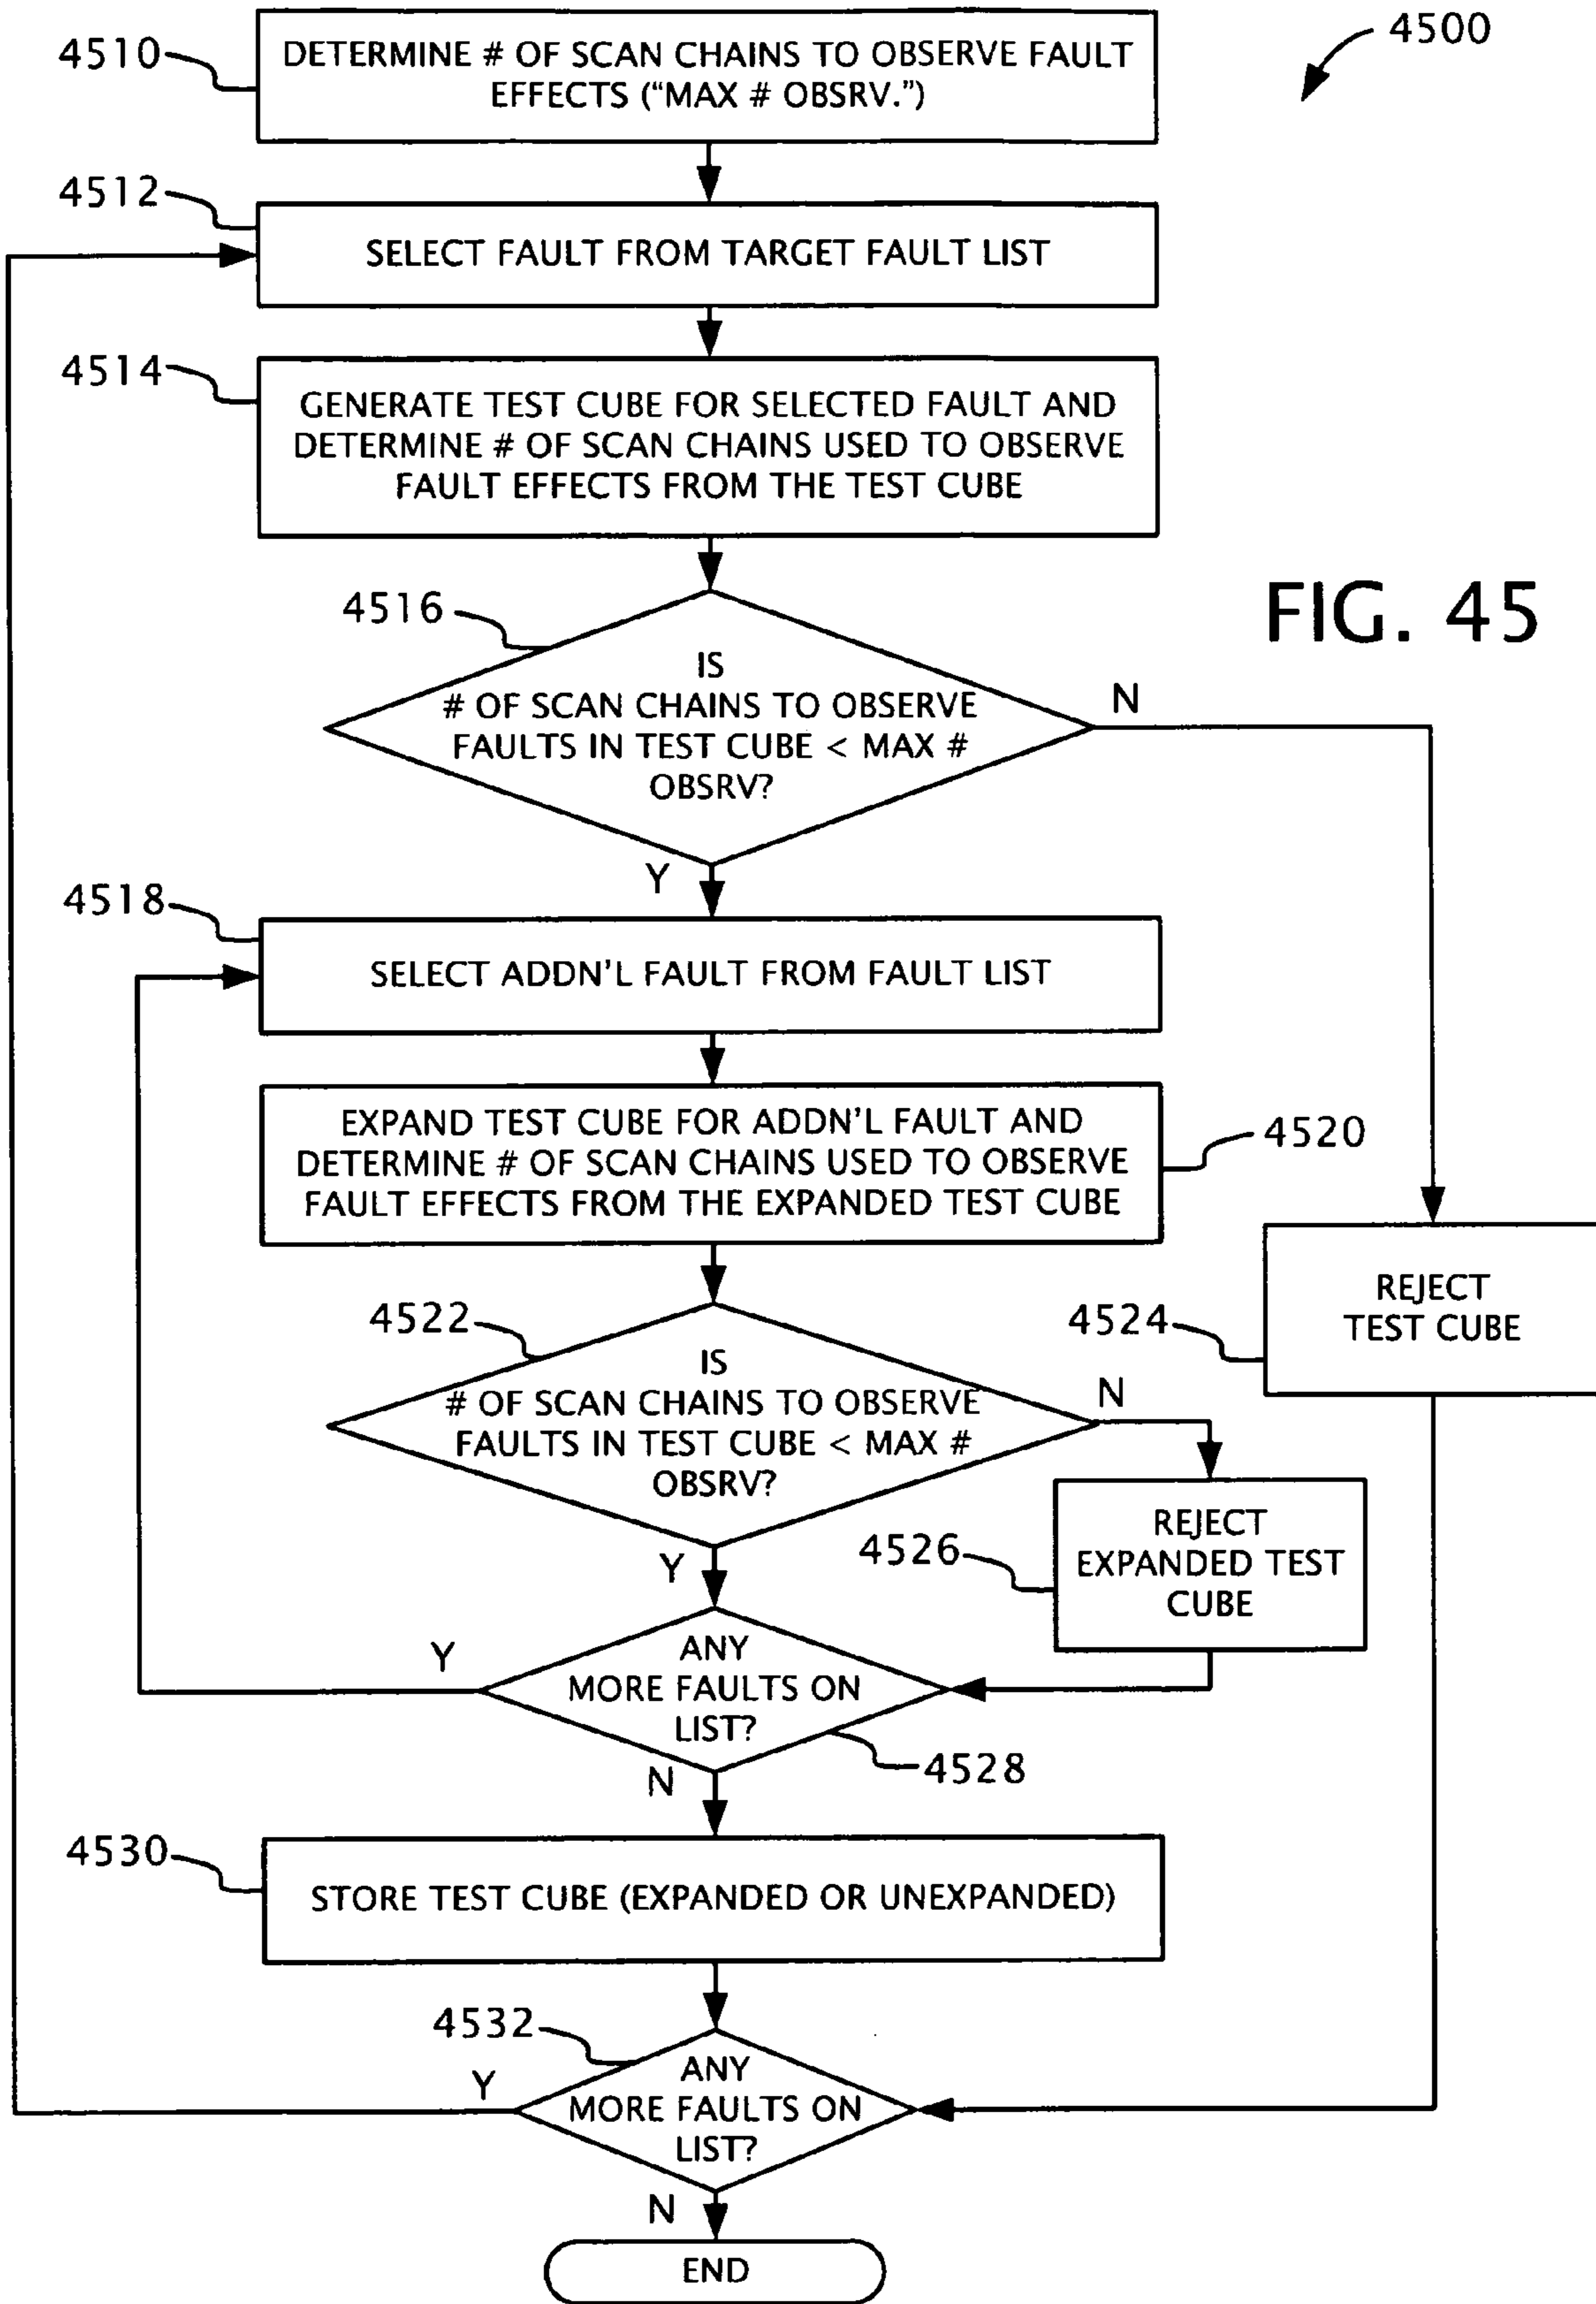 4500
4510
DETERMINE # OF SCAN CHAINS TO OBSERVE FAULT
EFFECTS (“MAX # OBSRV.”)
4512
SELECT FAULT FROM TARGET FAULT LIST
4514
GENERATE TEST CUBE FOR SELECTED FAULT AND
DETERMINE # OF SCAN CHAINS USED TO OBSERVE
FAULT EFFECTS FROM THE TEST CUBE
FIG. 45
4516
IS
# OF SCAN CHAINS TO OBSERVE
FAULTS IN TEST CUBE < MAX #
OBSRV?
N
Y
4518
SELECT ADDN'L FAULT FROM FAULT LIST
EXPAND TEST CUBE FOR ADDN'L FAULT AND
DETERMINE # OF SCAN CHAINS USED TO OBSERVE
FAULT EFFECTS FROM THE EXPANDED TEST CUBE
4520
4522
IS
# OF SCAN CHAINS TO OBSERVE
FAULTS IN TEST CUBE < MAX #
OBSRV?
N
Y
4524
REJECT
TEST CUBE
4526
REJECT
EXPANDED TEST
CUBE
ANY
MORE FAULTS ON
LIST?
Y
N
4528
4530
STORE TEST CUBE (EXPANDED OR UNEXPANDED)
4532
ANY
MORE FAULTS ON
LIST?
Y
N
END